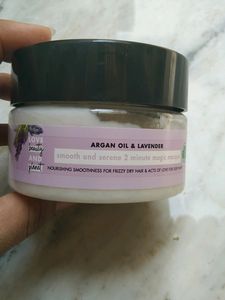 LOVE
beauty
AND
planet
ARGAN OIL & LAVENDER
smooth and serene 2 minute magic masque
NOURISHING SMOOTHNESS FOR FRIZZY DRY HAIR & ACTS OF LOVE FOR